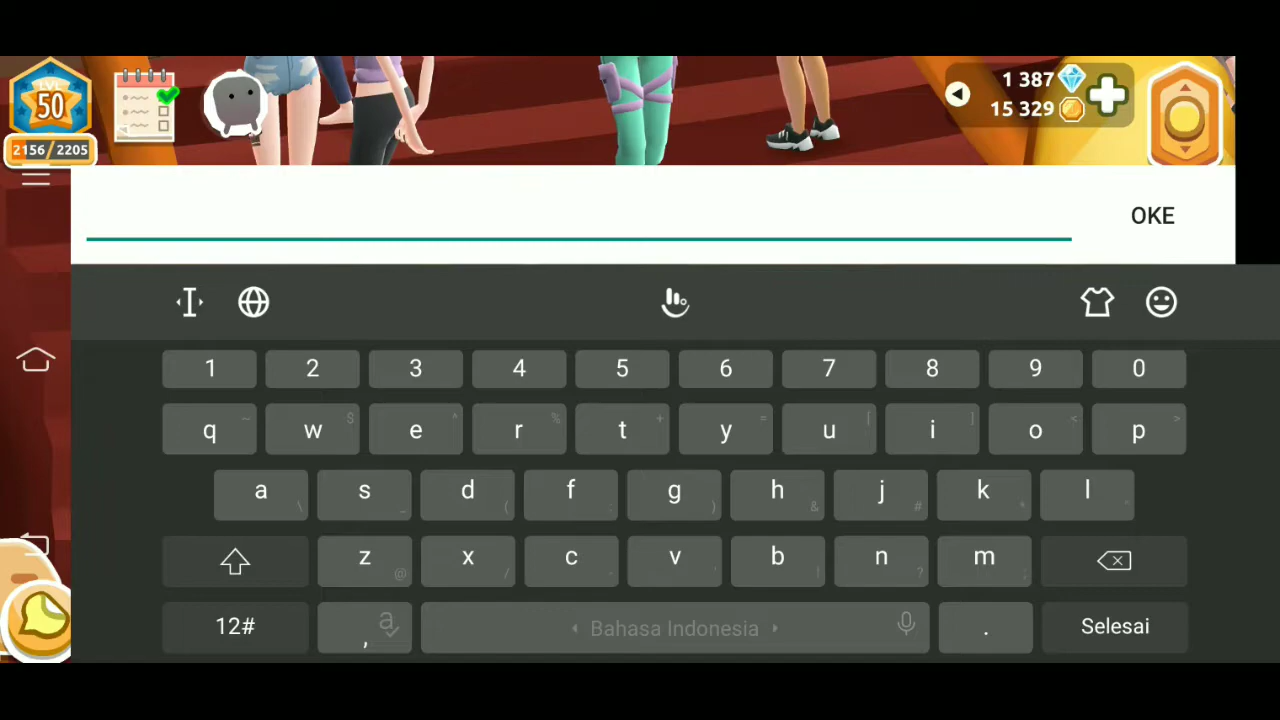 LVL
50
2156/2205
1 387
15 329
OKE
1 2 3 4 5 6 7 8 9 0
q w e r t y u i o p
a s d f g h j k l
z x c v b n m
12# , Bahasa Indonesia . Selesai